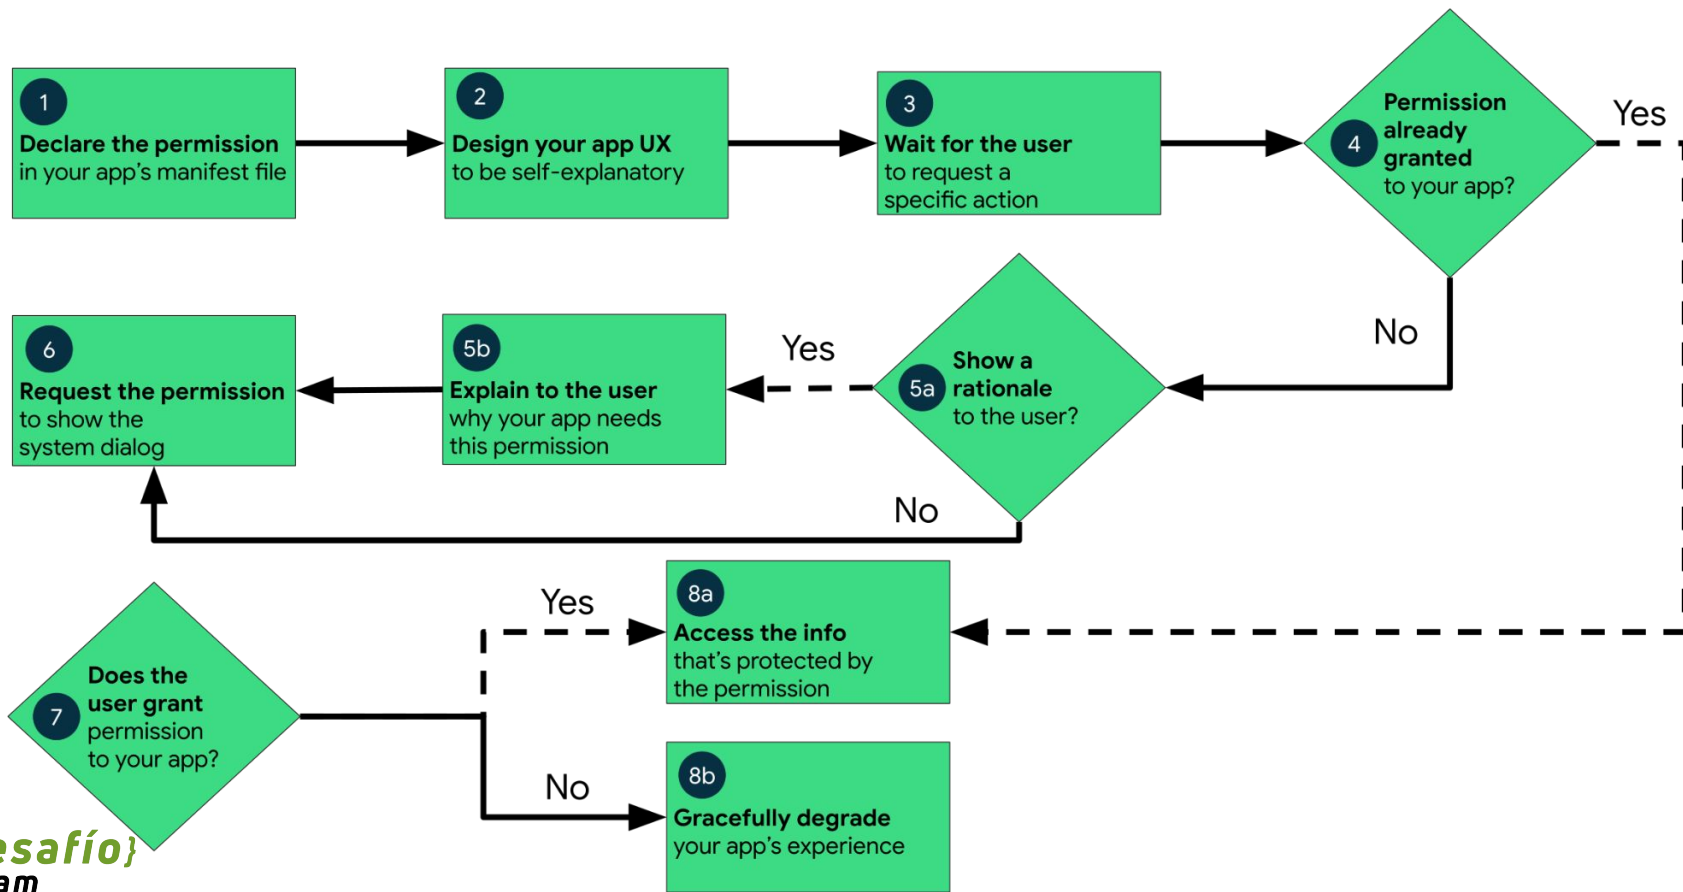 1
Declare the permission
in your app's manifest file
2
Design your app UX
to be self-explanatory
3
Wait for the user
to request a
specific action
4
Permission
already
granted
to your app?
Yes
No
5a
Show a
rationale
to the user?
Yes
5b
Explain to the user
why your app needs
this permission
6
Request the permission
to show the
system dialog
No
7
Does the
user grant
permission
to your app?
Yes
8a
Access the info
that's protected by
the permission
No
8b
Gracefully degrade
your app's experience
esafío}
am